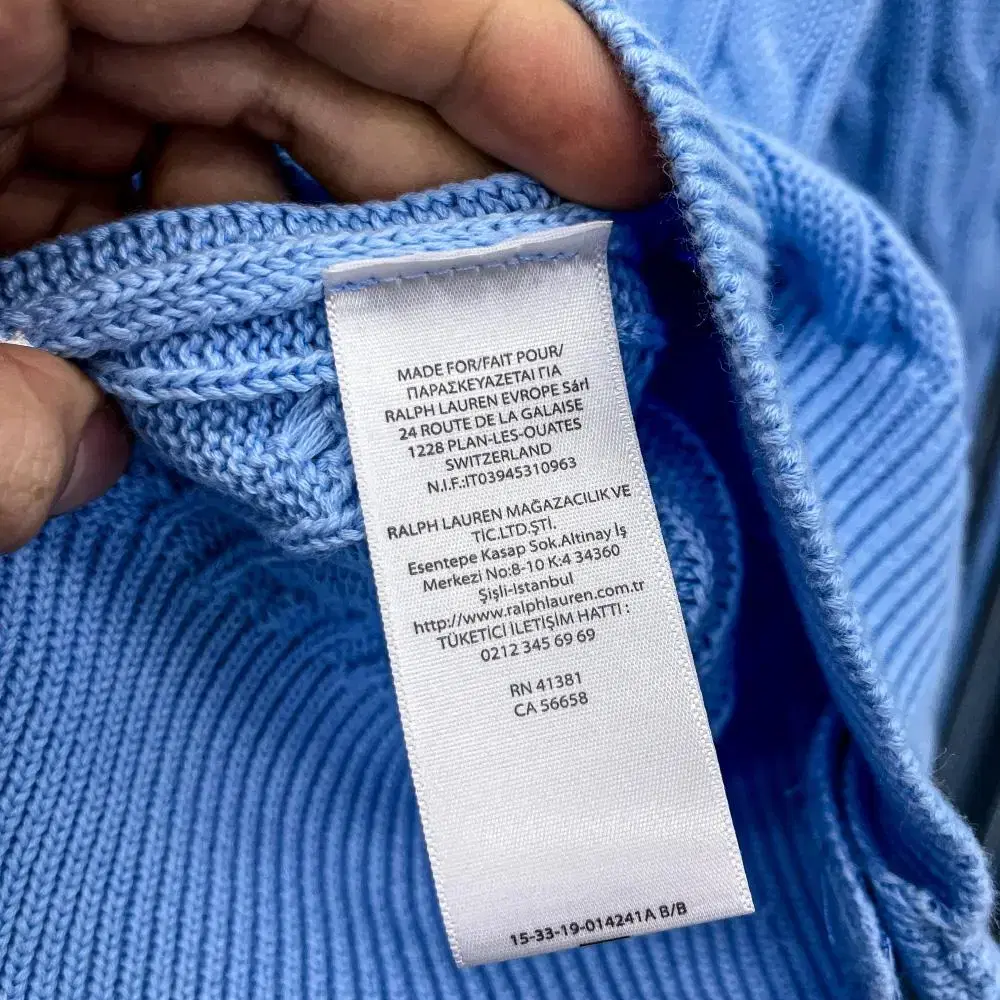 MADE FOR/FAIT POUR/
ΠΑΡΑΣΚΕΥΑΖΕΤΑΙ ΓΙΑ
RALPH LAUREN EVROPE Sárl
24 ROUTE DE LA GALAISE
1228 PLAN-LES-OUATES
SWITZERLAND
N.I.F.:IT03945310963
RALPH LAUREN MAĞAZACILIK VE
TİC.LTD.ŞTİ.
Esentepe Kasap Sok.Altinay İş
Merkezi No:8-10 K:4 34360
Şişli-Istanbul
http://www.ralphlauren.com.tr
TÜKETİCİ İLETİŞİM HATTI :
0212 345 69 69
RN 41381
CA 56658
15-33-19-014241A B/B